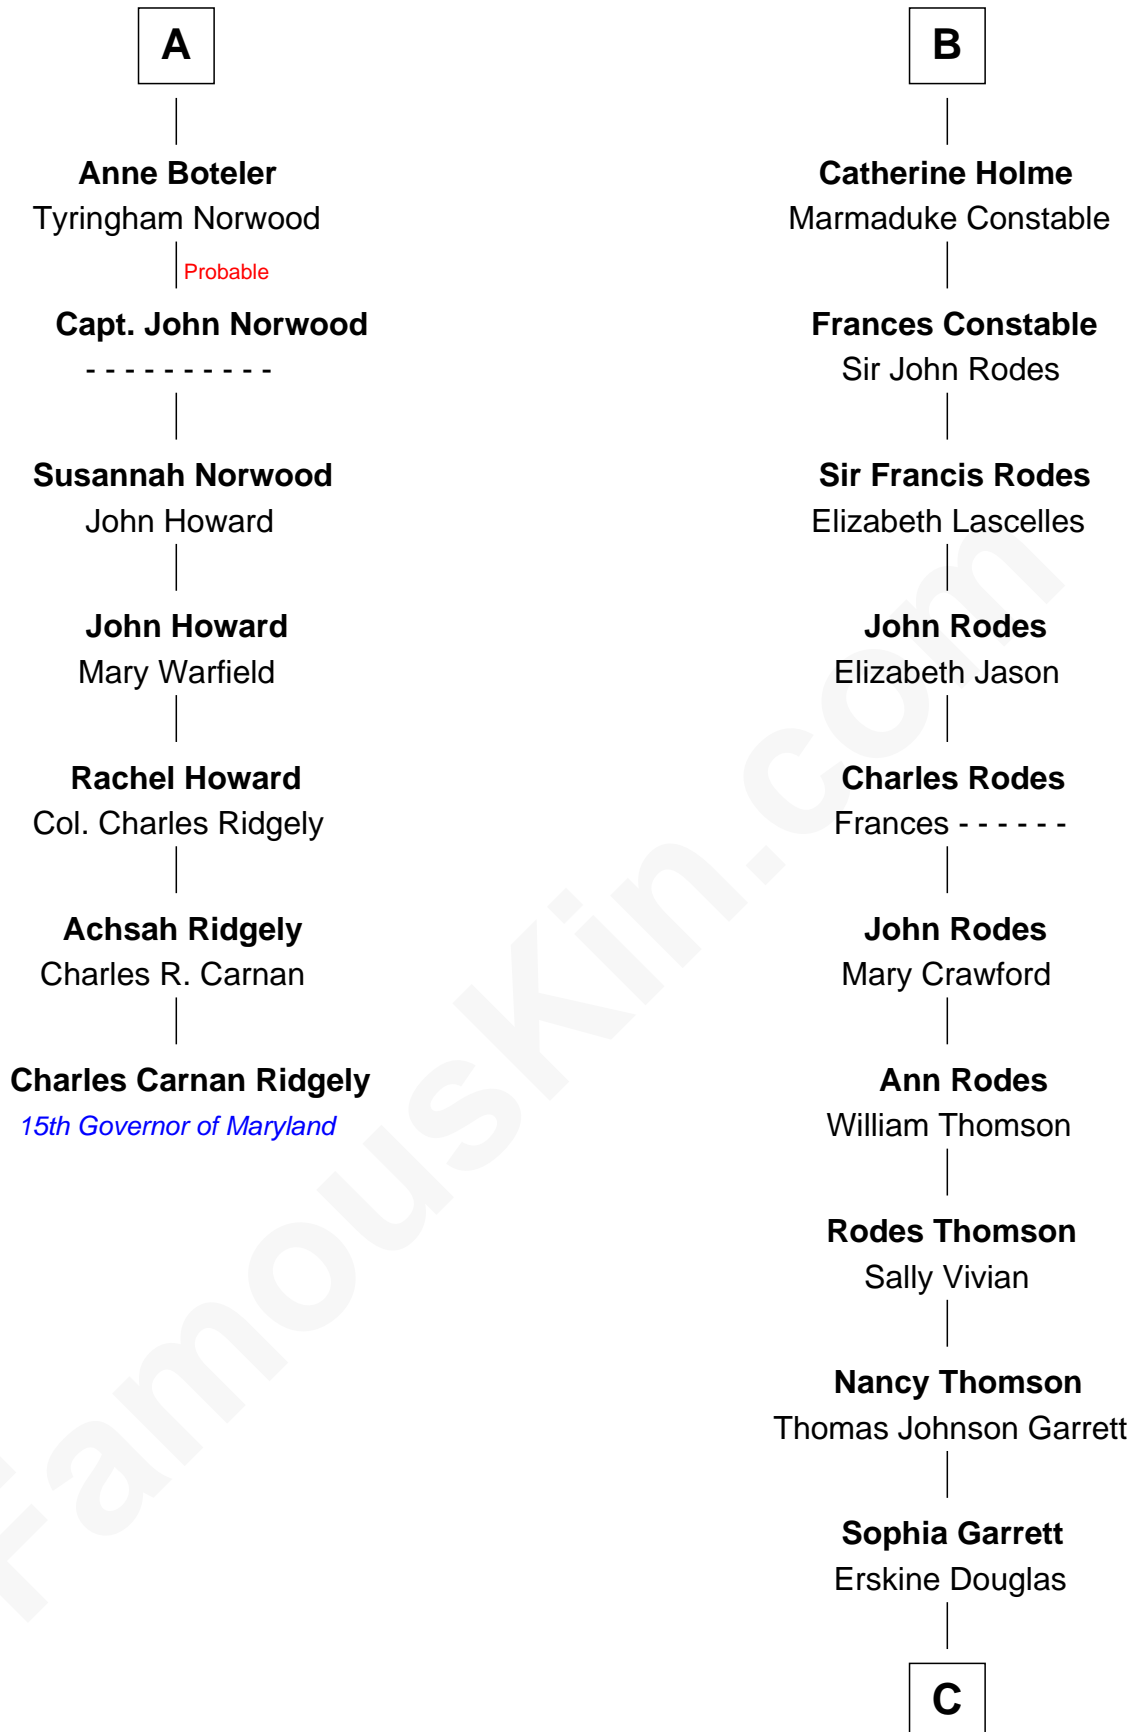 A
Anne Boteler
Tyringham Norwood
Probable
Capt. John Norwood
- - - - - - - - - -
Susannah Norwood
John Howard
John Howard
Mary Warfield
Rachel Howard
Col. Charles Ridgely
Achsah Ridgely
Charles R. Carnan
Charles Carnan Ridgely
15th Governor of Maryland
B
Catherine Holme
Marmaduke Constable
Frances Constable
Sir John Rodes
Sir Francis Rodes
Elizabeth Lascelles
John Rodes
Elizabeth Jason
Charles Rodes
Frances - - - - - -
John Rodes
Mary Crawford
Ann Rodes
William Thomson
Rodes Thomson
Sally Vivian
Nancy Thomson
Thomas Johnson Garrett
Sophia Garrett
Erskine Douglas
C
FamousKin.com